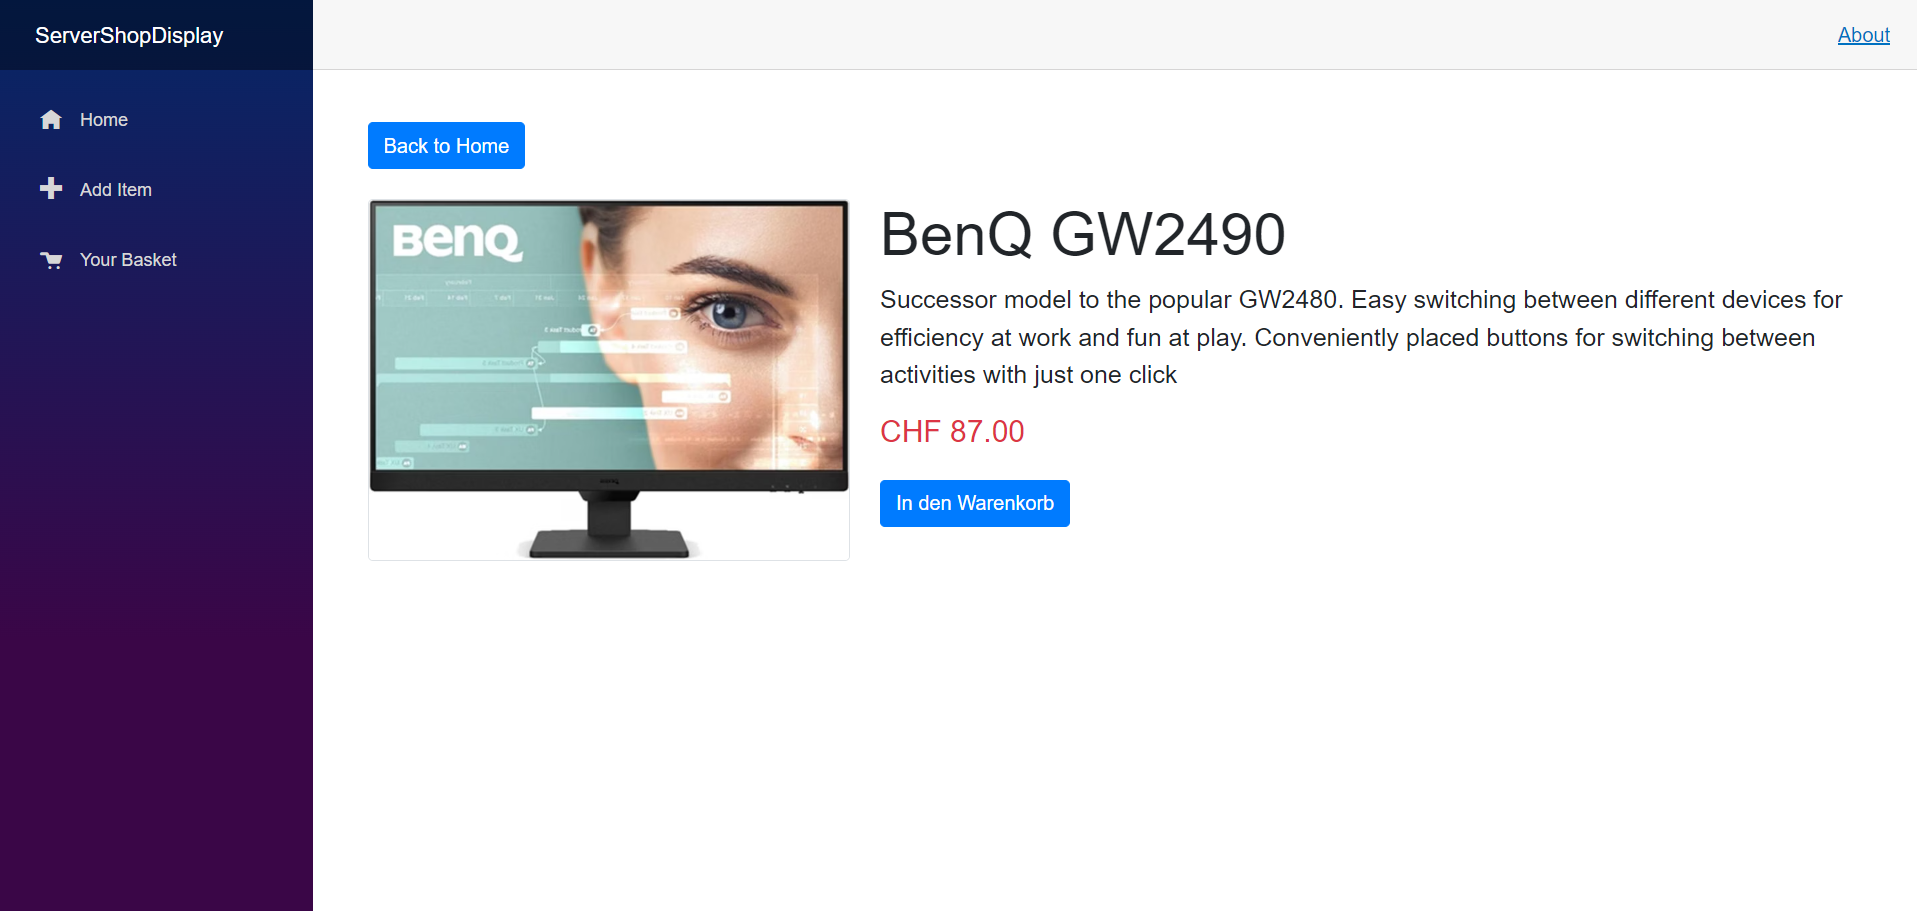 ServerShopDisplay
About
Home
Add Item
Your Basket
Back to Home
BenQ
BenQ GW2490
Successor model to the popular GW2480. Easy switching between different devices for
efficiency at work and fun at play. Conveniently placed buttons for switching between
activities with just one click
CHF 87.00
In den Warenkorb